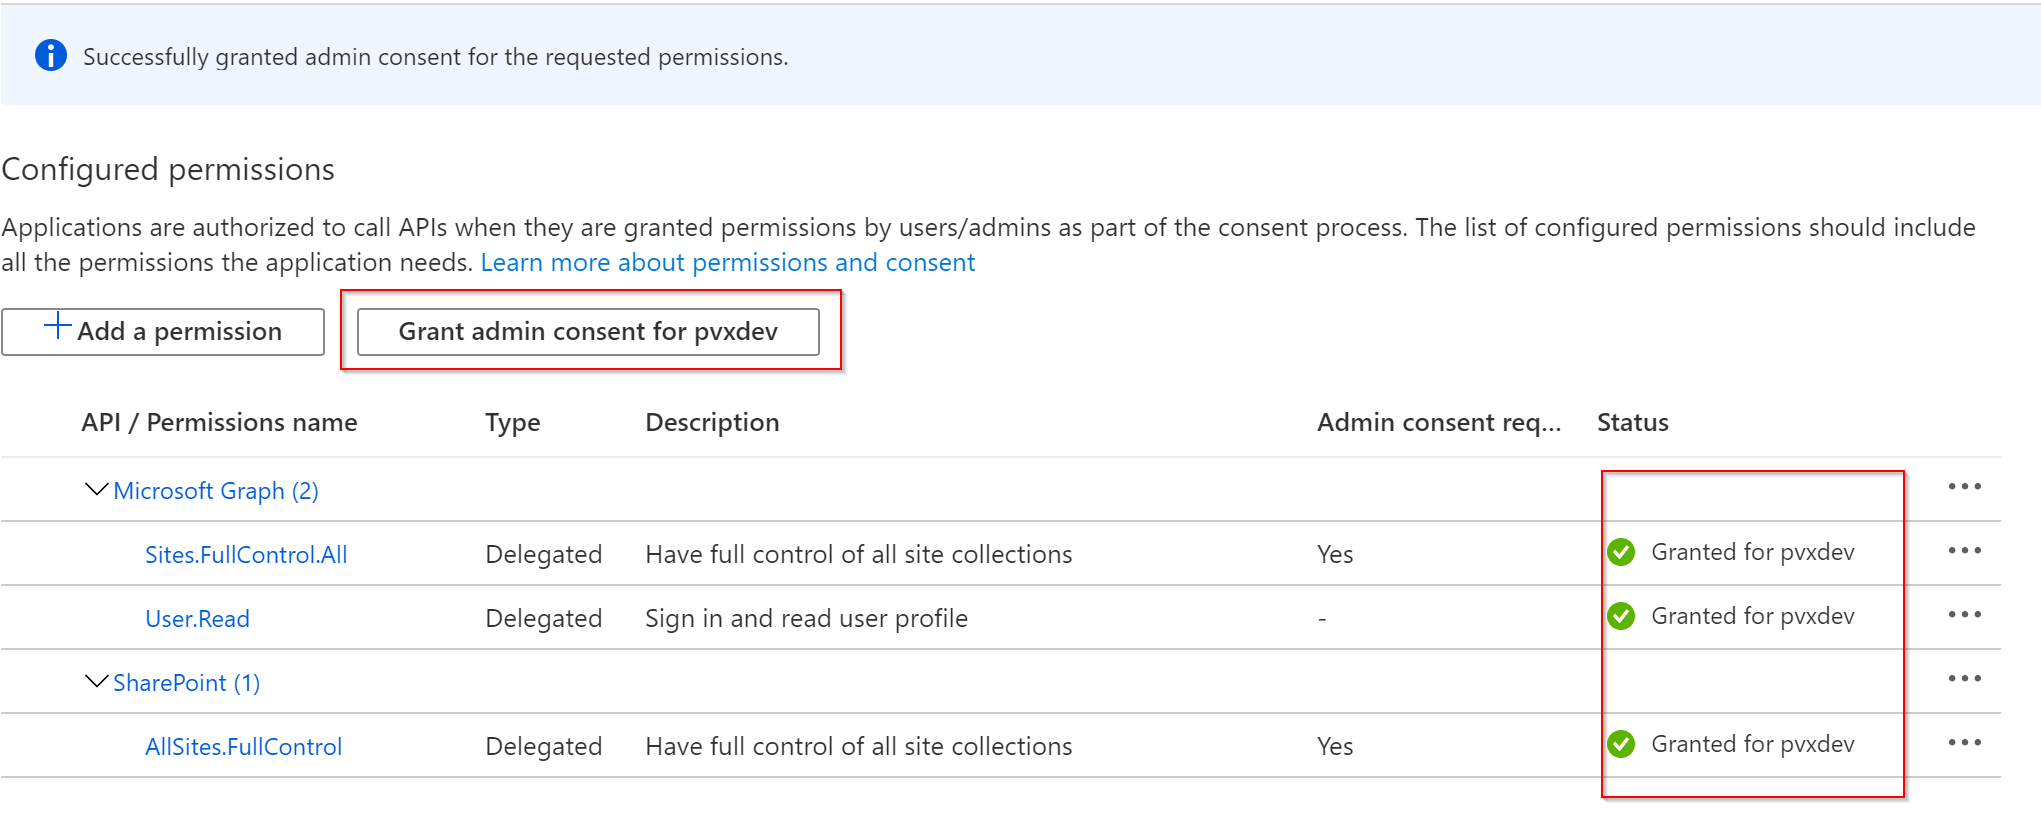 Successfully granted admin consent for the requested permissions.
Configured permissions
Applications are authorized to call APIs when they are granted permissions by users/admins as part of the consent process. The list of configured permissions should include
all the permissions the application needs. Learn more about permissions and consent
Add a permission Grant admin consent for pvxdev
API / Permissions name Type Description Admin consent req... Status
Microsoft Graph (2)
Sites.FullControl.All Delegated Have full control of all site collections Yes Granted for pvxdev
User.Read Delegated Sign in and read user profile - Granted for pvxdev
SharePoint (1)
AllSites.FullControl Delegated Have full control of all site collections Yes Granted for pvxdev